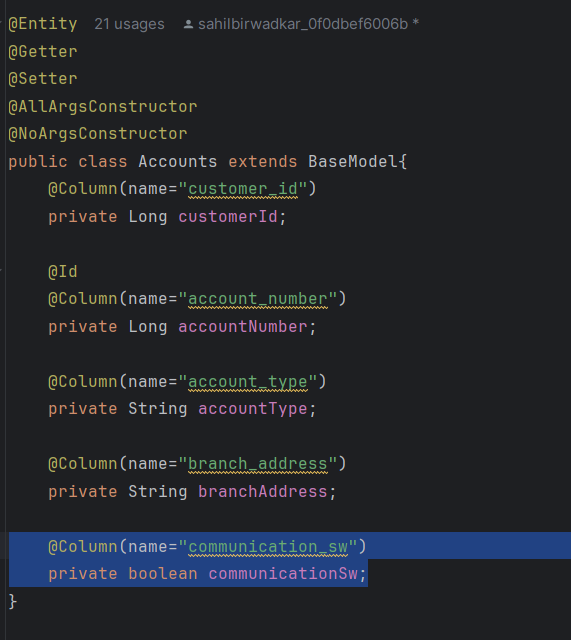 @Entity 21 usages sahilbirwadkar_0f0dbef6006b *
@Getter
@Setter
@AllArgsConstructor
@NoArgsConstructor
public class Accounts extends BaseModel{
    @Column(name="customer_id")
    private Long customerId;

    @Id
    @Column(name="account_number")
    private Long accountNumber;

    @Column(name="account_type")
    private String accountType;

    @Column(name="branch_address")
    private String branchAddress;

    @Column(name="communication_sw")
    private boolean communicationSw;
}